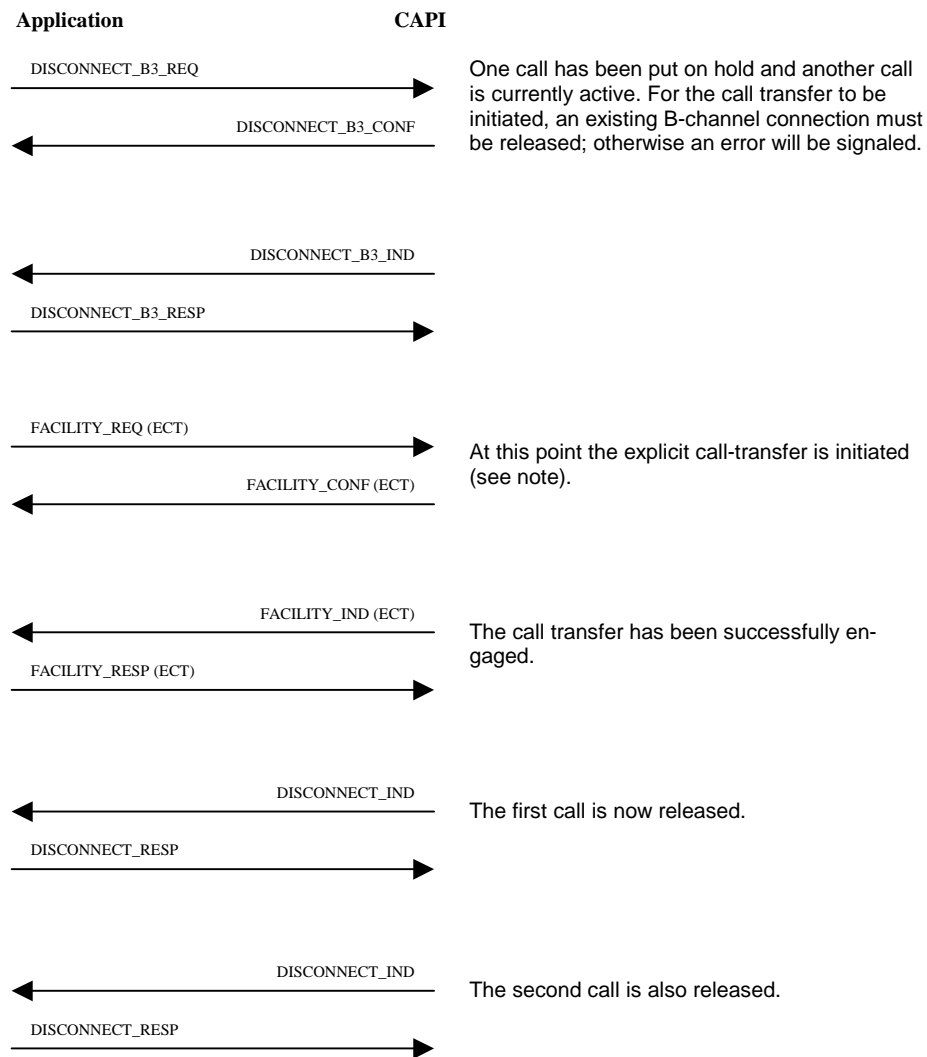 Application CAPI
DISCONNECT_B3_REQ
DISCONNECT_B3_CONF
One call has been put on hold and another call
is currently active. For the call transfer to be
initiated, an existing B-channel connection must
be released; otherwise an error will be signaled.
DISCONNECT_B3_IND
DISCONNECT_B3_RESP
FACILITY_REQ (ECT)
FACILITY_CONF (ECT)
At this point the explicit call-transfer is initiated
(see note).
FACILITY_IND (ECT)
FACILITY_RESP (ECT)
The call transfer has been successfully en-
gaged.
DISCONNECT_IND
The first call is now released.
DISCONNECT_RESP
DISCONNECT_IND
The second call is also released.
DISCONNECT_RESP